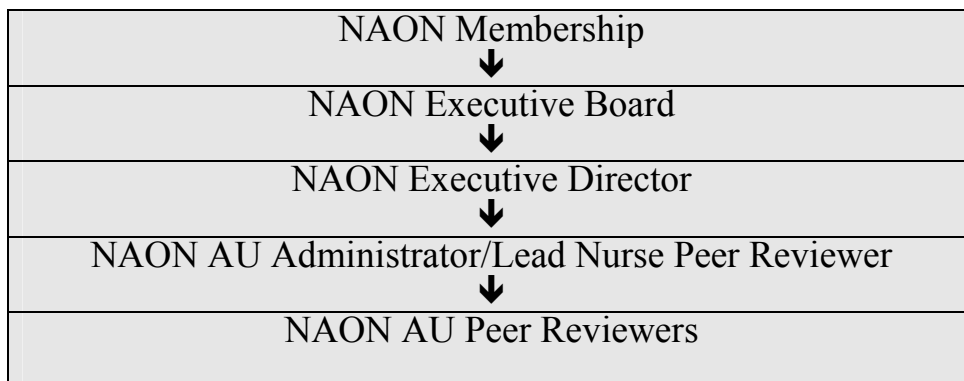 NAON Membership
🡻
NAON Executive Board
🡻
NAON Executive Director
🡻
NAON AU Administrator/Lead Nurse Peer Reviewer
🡻
NAON AU Peer Reviewers